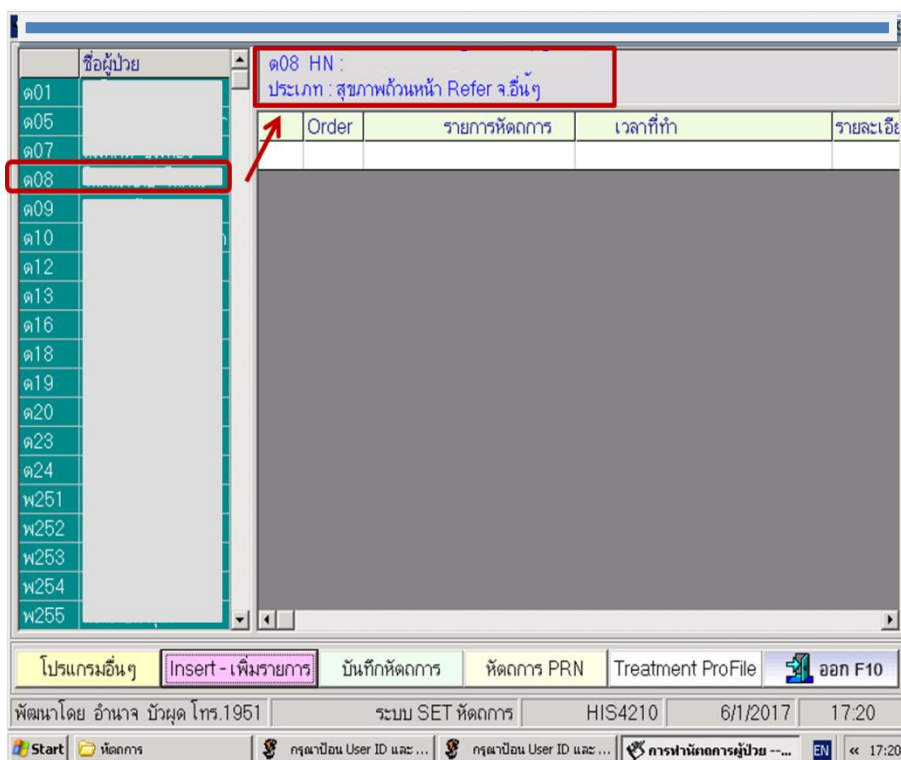 ชื่อผู้ป่วย
ด08 HN :
ประเภท : สุขภาพถ้วนหน้า Refer จ.อื่นๆ
Order รายการหัตถการ เวลาที่ทำ รายละเอีย
ด01
ด05
ด07
ด08
ด09
ด10
ด12
ด13
ด16
ด18
ด19
ด20
ด23
ด24
พ251
พ252
พ253
พ254
พ255
โปรแกรมอื่นๆ Insert - เพิ่มรายการ บันทึกหัตถการ หัตถการ PRN Treatment ProFile ออก F10
พัฒนาโดย อำนาจ บัวผุด โทร.1951 ระบบ SET หัตถการ HIS4210 6/1/2017 17:20
Start หัตถการ กรุณาป้อน User ID และ ... กรุณาป้อน User ID และ ... การทำหัตถการผู้ป่วย --... EN « 17:20